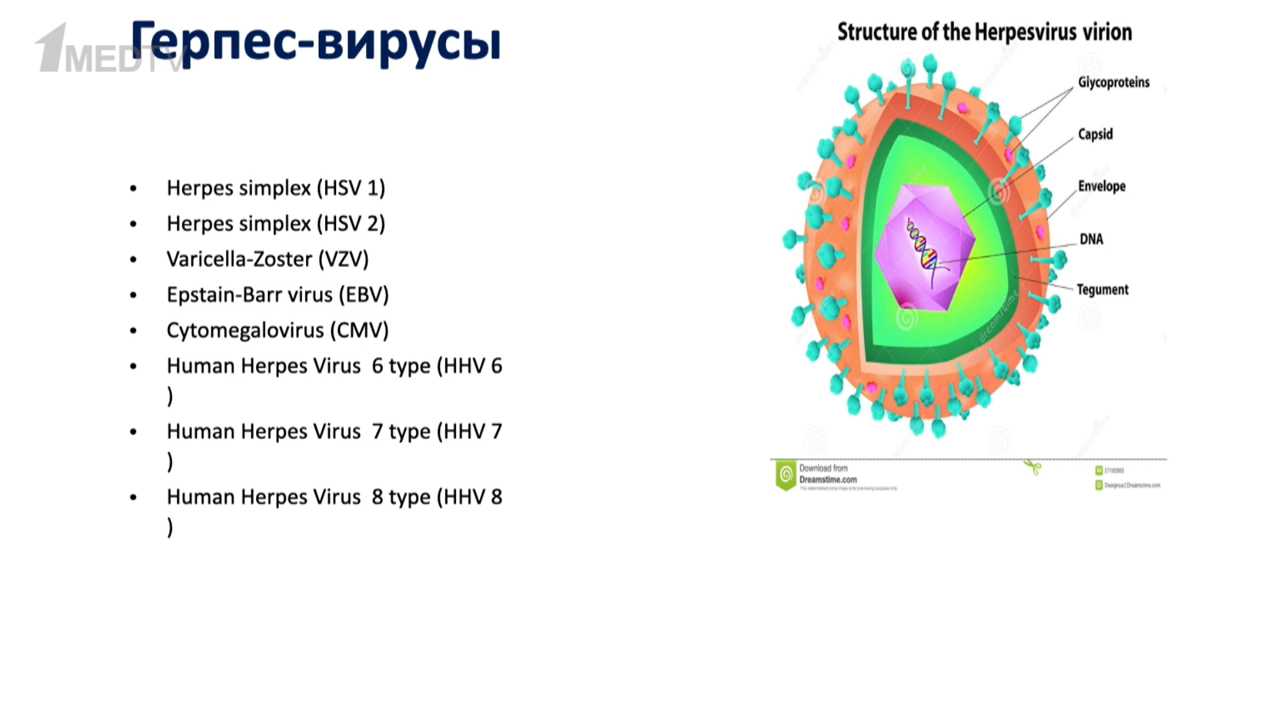 Герпес-вирусы
1MEDTV
• Herpes simplex (HSV 1)
• Herpes simplex (HSV 2)
• Varicella-Zoster (VZV)
• Epstain-Barr virus (EBV)
• Cytomegalovirus (CMV)
• Human Herpes Virus 6 type (HHV 6
)
• Human Herpes Virus 7 type (HHV 7
)
• Human Herpes Virus 8 type (HHV 8
)
Structure of the Herpesvirus virion
Glycoproteins
Capsid
Envelope
DNA
Tegument
dreamstime
Download from
Dreamstime.com